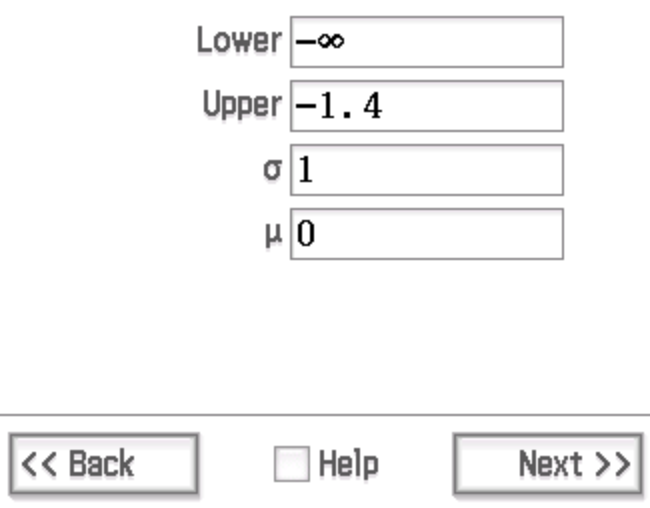 Lower −∞
Upper −1.4
σ 1
μ 0
<< Back Help Next >>